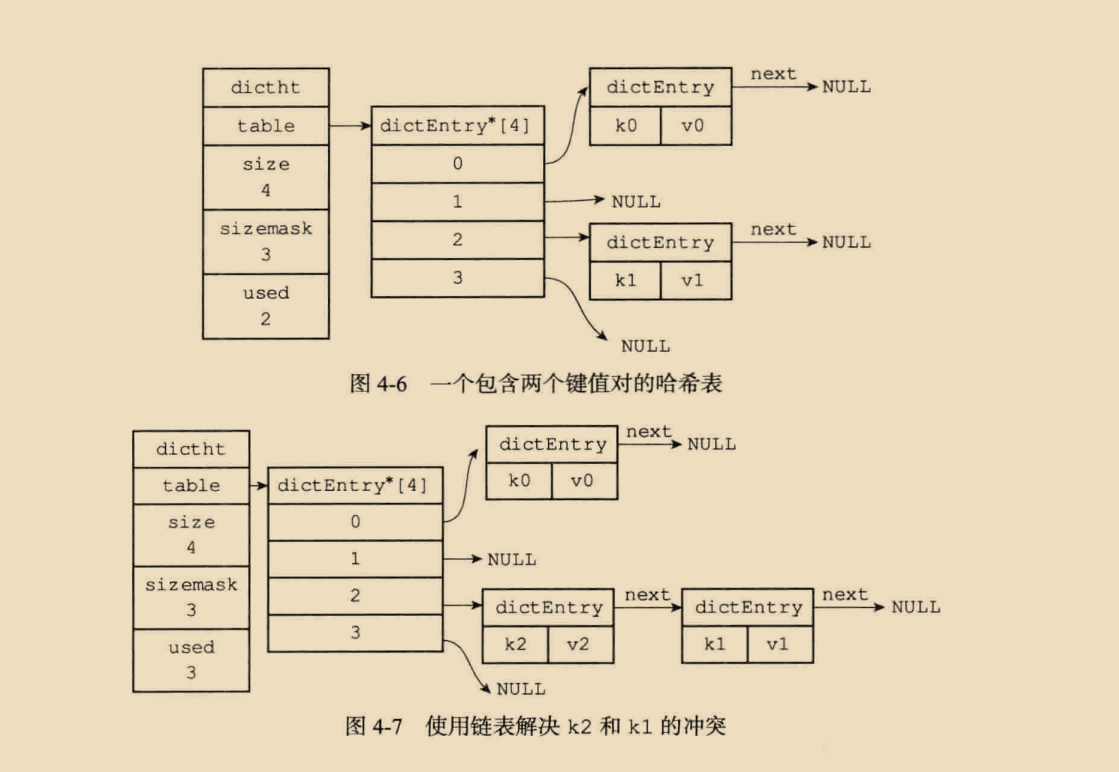 dictht
table
size
4
sizemask
3
used
2
dictEntry*[4]
0
1
2
3
dictEntry
k0 v0
next
NULL
NULL
dictEntry
k1 v1
next
NULL
NULL
图 4-6 一个包含两个键值对的哈希表
dictht
table
size
4
sizemask
3
used
3
dictEntry*[4]
0
1
2
3
dictEntry
k0 v0
next
NULL
NULL
dictEntry
k2 v2
next
dictEntry
k1 v1
next
NULL
NULL
图 4-7 使用链表解决 k2 和 k1 的冲突